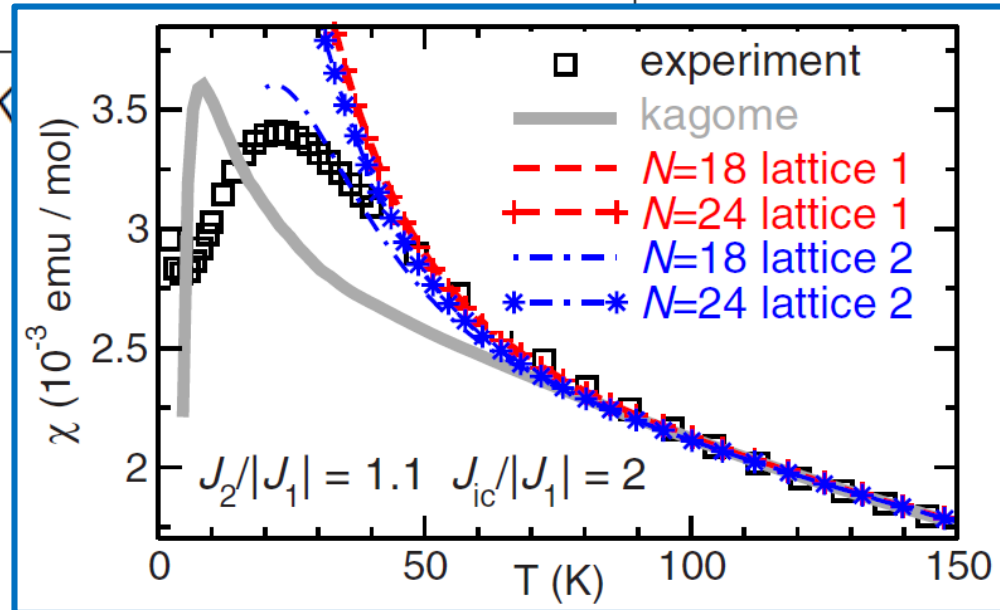 experiment
kagome
N=18 lattice 1
N=24 lattice 1
N=18 lattice 2
N=24 lattice 2
χ (10⁻³ emu / mol)
3.5
3
2.5
2
J₂/|J₁| = 1.1 J_ic/|J₁| = 2
0 50 100 150
T (K)